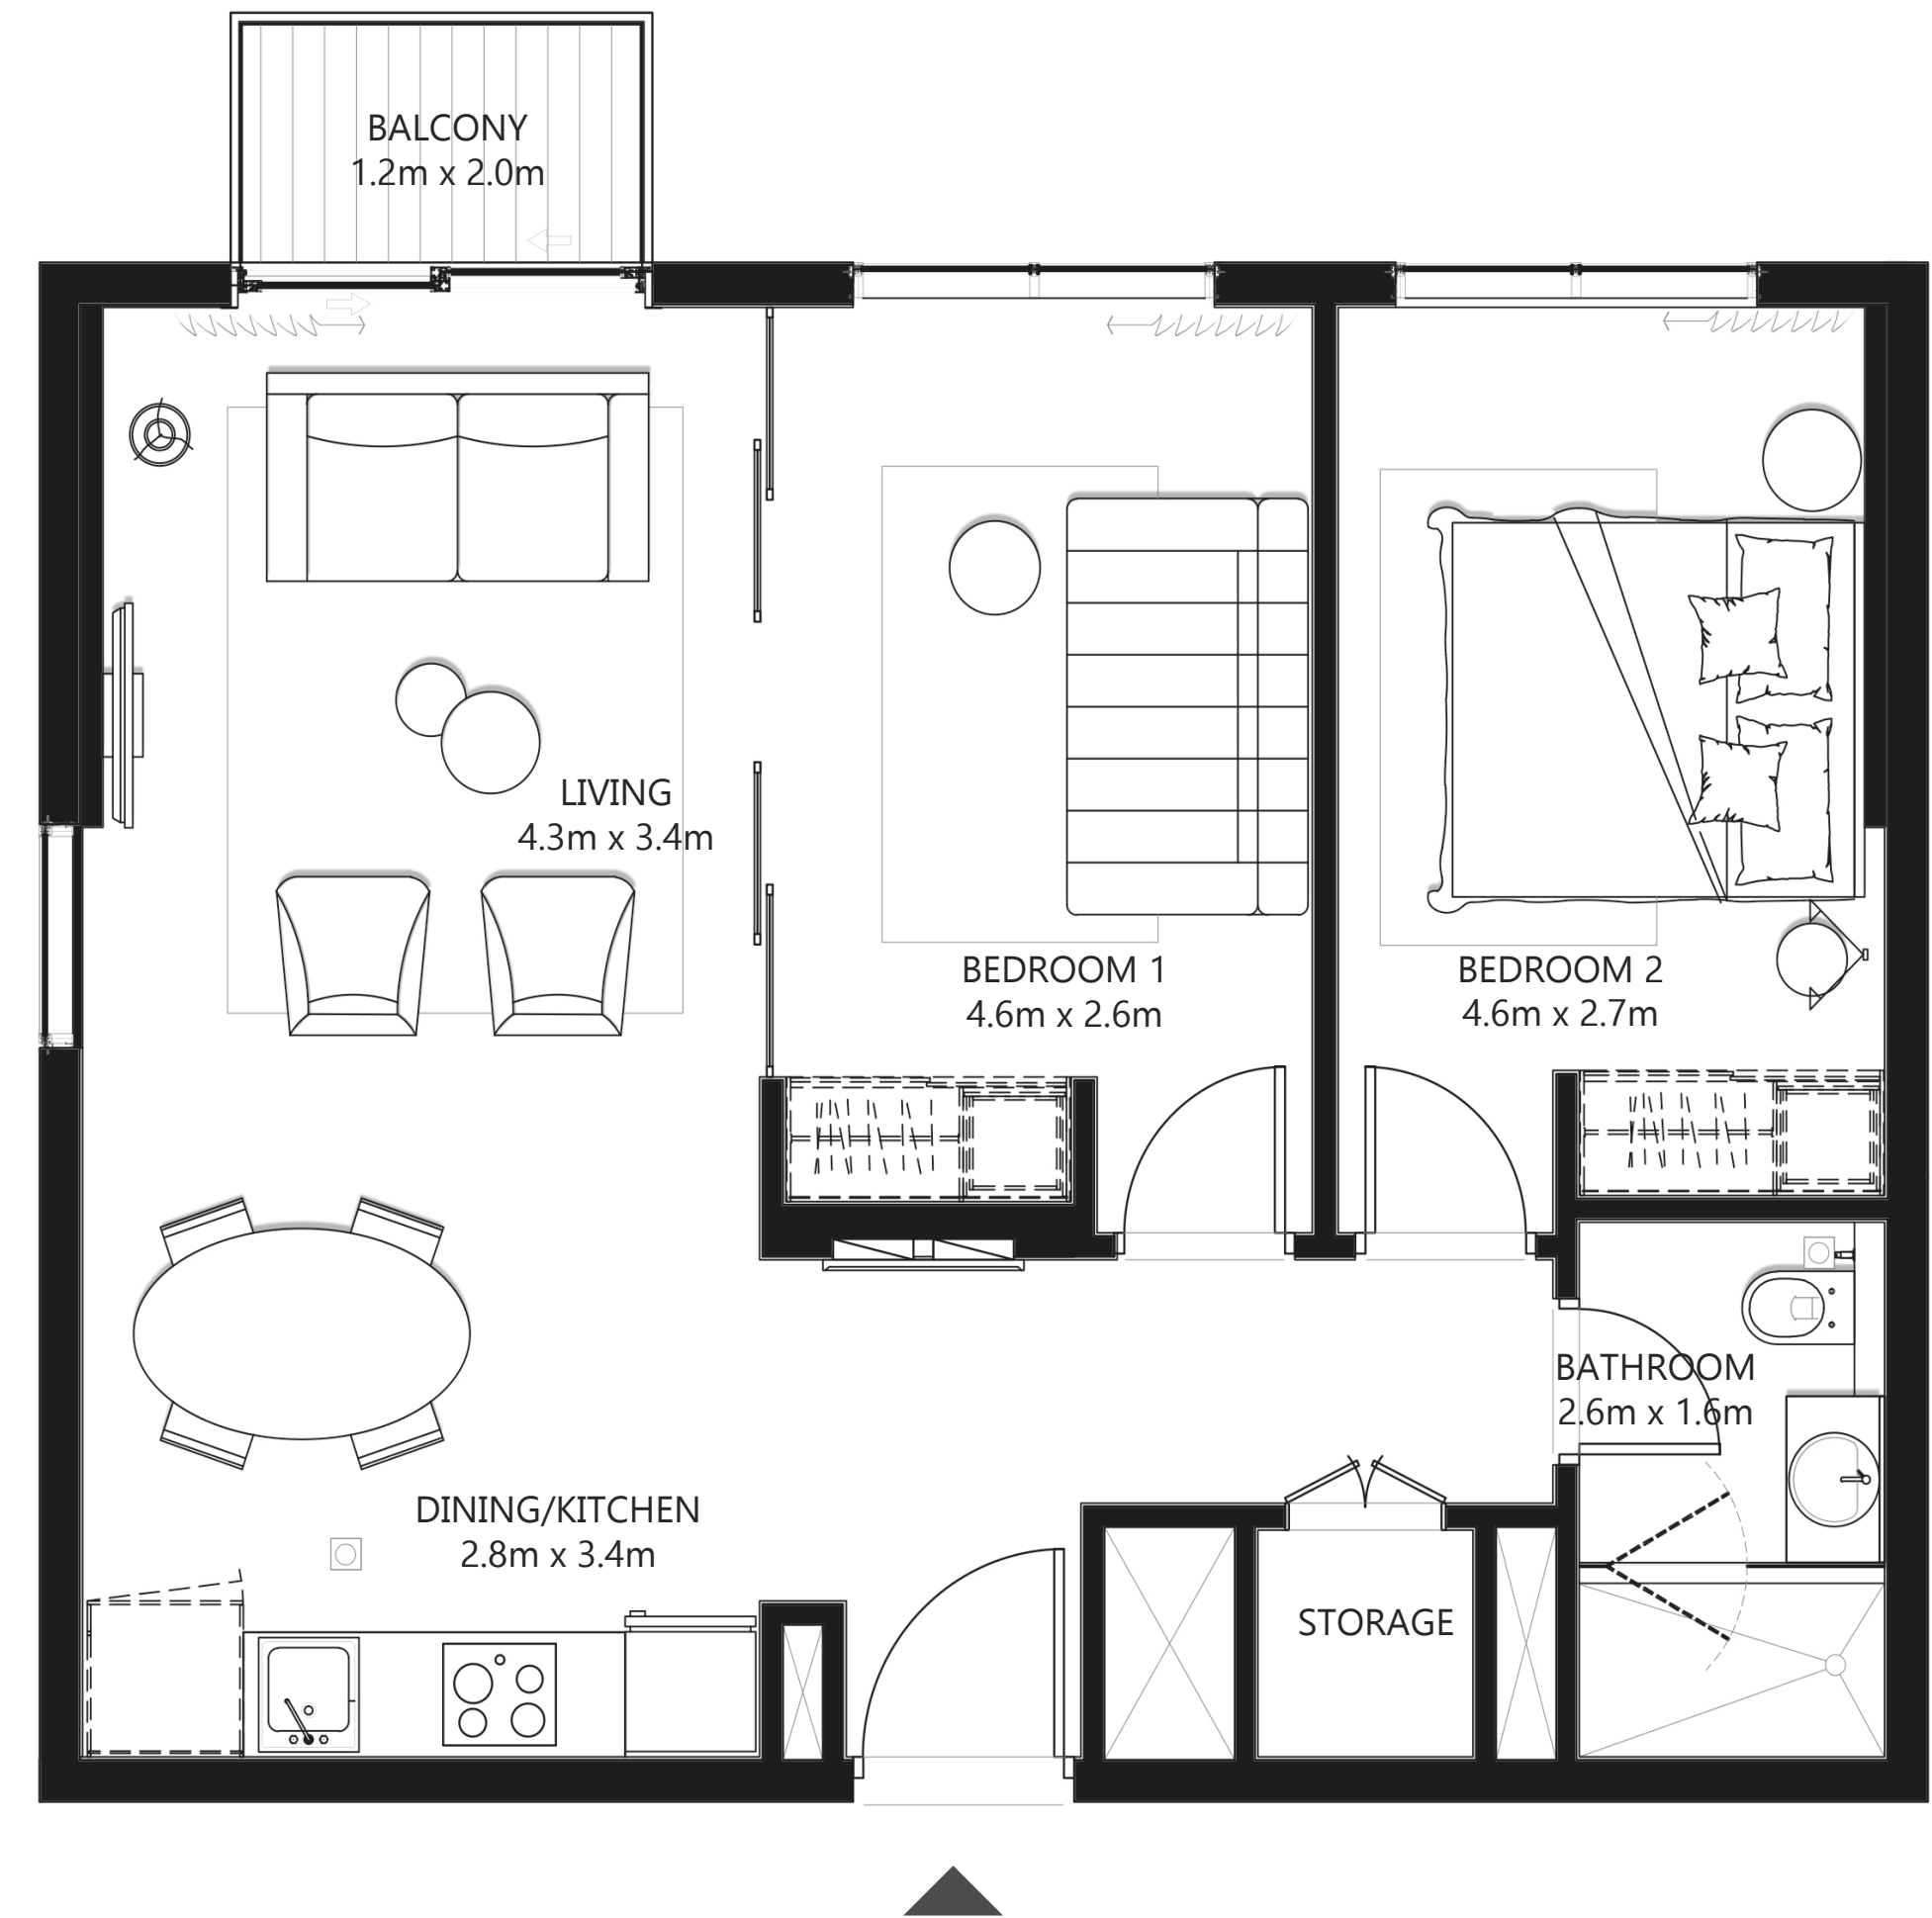 BALCONY
1.2m x 2.0m
LIVING
4.3m x 3.4m
BEDROOM 1
4.6m x 2.6m
BEDROOM 2
4.6m x 2.7m
BATHROOM
2.6m x 1.6m
DINING/KITCHEN
2.8m x 3.4m
STORAGE